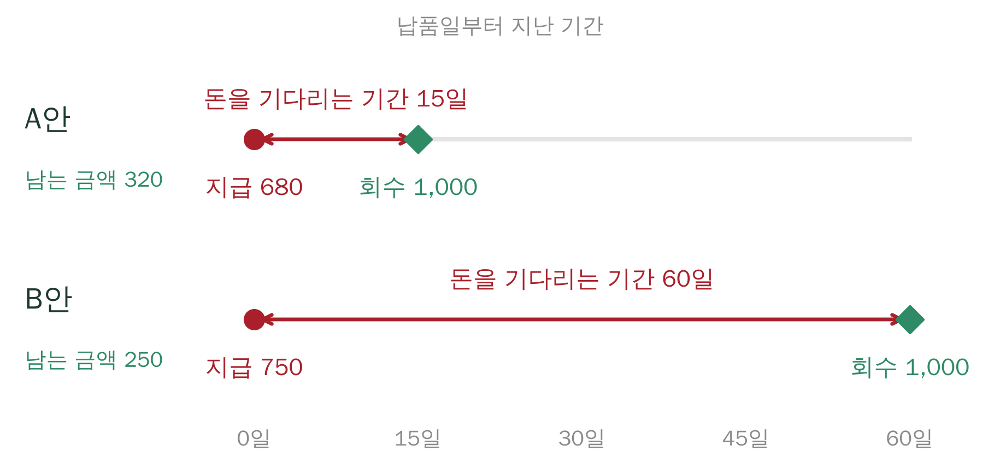 납품일부터 지난 기간
돈을 기다리는 기간 15일
A안
남는 금액 320
지급 680
회수 1,000
돈을 기다리는 기간 60일
B안
남는 금액 250
지급 750
회수 1,000
0일 15일 30일 45일 60일